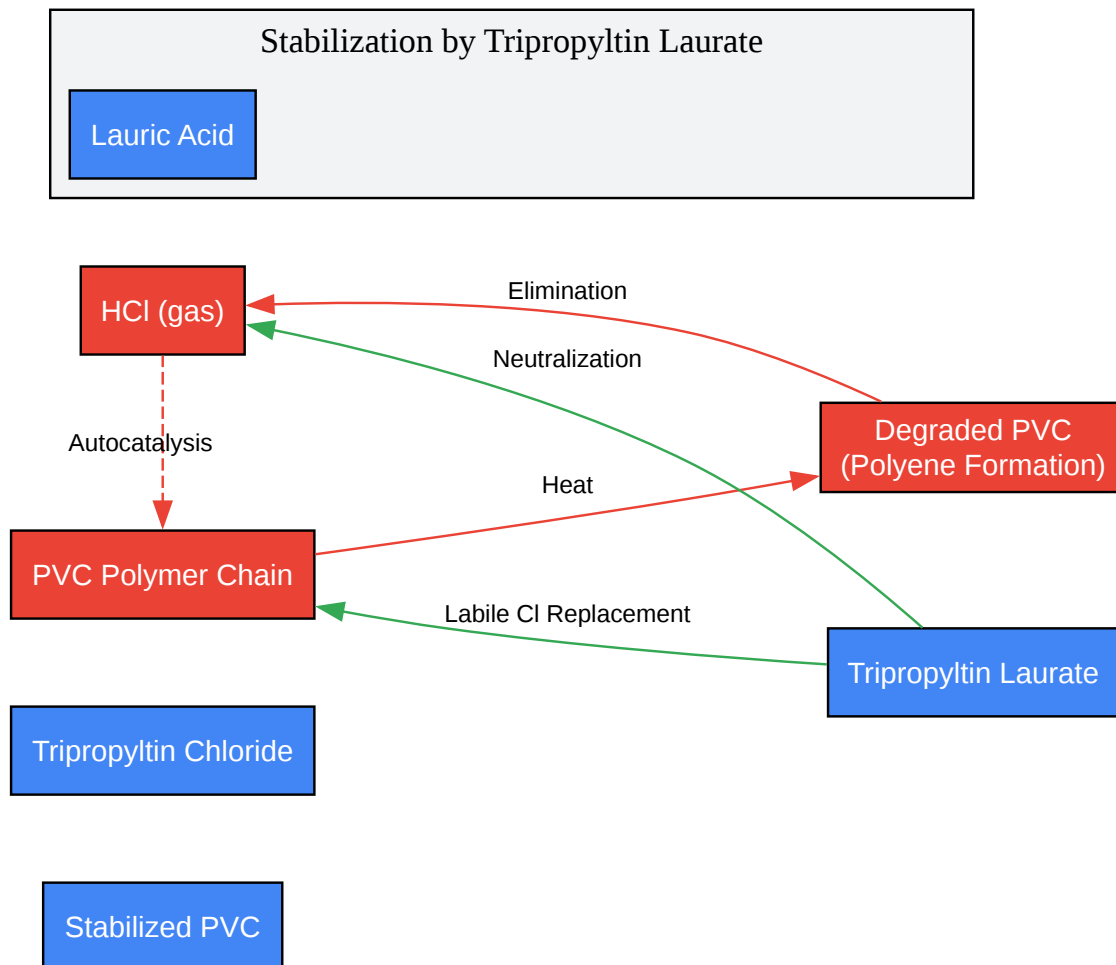 Stabilization by Tripropyltin Laurate
Lauric Acid
HCl (gas)
Elimination
Neutralization
Degraded PVC
(Polyene Formation)
Autocatalysis
Heat
PVC Polymer Chain
Labile Cl Replacement
Tripropyltin Laurate
Tripropyltin Chloride
Stabilized PVC